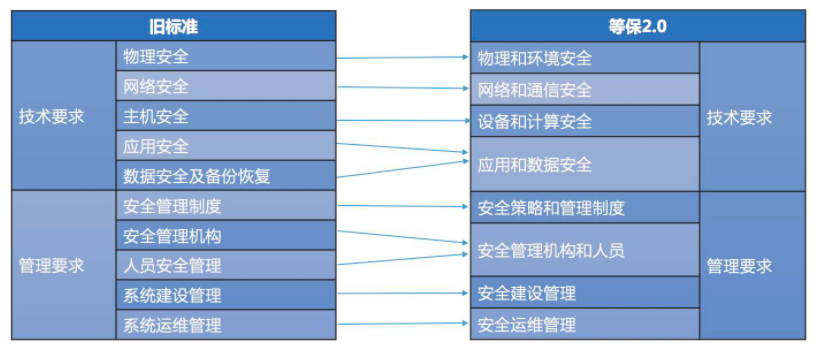 旧标准
技术要求
物理安全
网络安全
主机安全
应用安全
数据安全及备份恢复
管理要求
安全管理制度
安全管理机构
人员安全管理
系统建设管理
系统运维管理
等保2.0
物理和环境安全
网络和通信安全
设备和计算安全
应用和数据安全
技术要求
安全策略和管理制度
安全管理机构和人员
安全建设管理
安全运维管理
管理要求